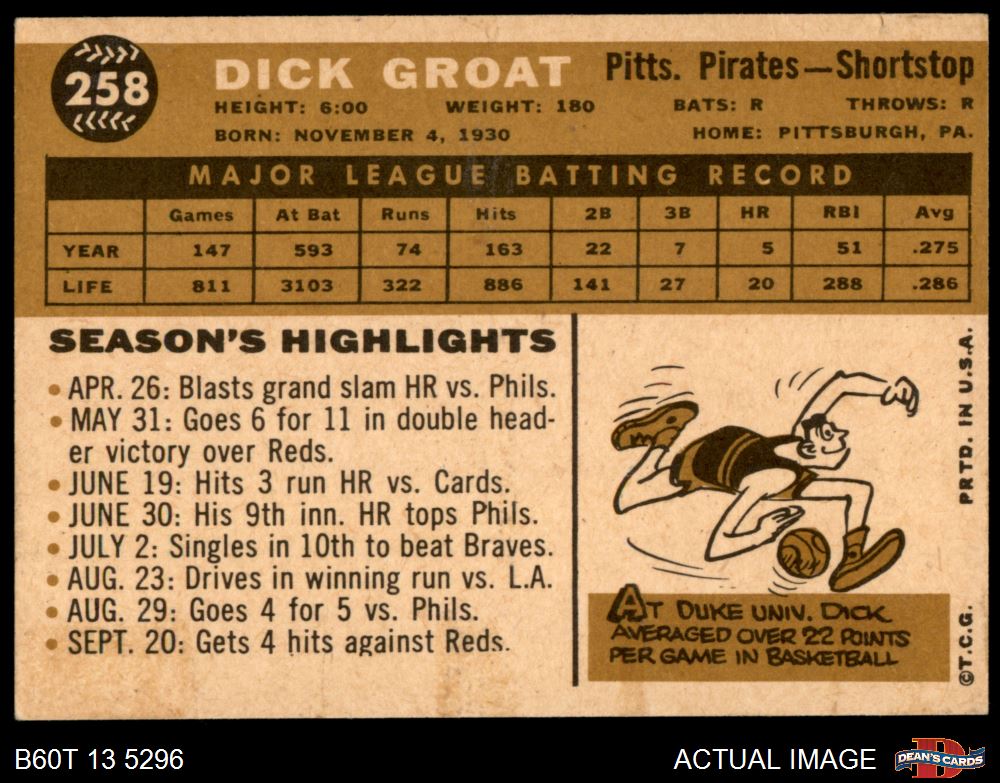 258
DICK GROAT Pitts. Pirates—Shortstop
HEIGHT: 6:00 WEIGHT: 180 BATS: R THROWS: R
BORN: NOVEMBER 4, 1930 HOME: PITTSBURGH, PA.
MAJOR LEAGUE BATTING RECORD
Games At Bat Runs Hits 2B 3B HR RBI Avg
YEAR 147 593 74 163 22 7 5 51 .275
LIFE 811 3103 322 886 141 27 20 288 .286
SEASON'S HIGHLIGHTS
• APR. 26: Blasts grand slam HR vs. Phils.
• MAY 31: Goes 6 for 11 in double head-
er victory over Reds.
• JUNE 19: Hits 3 run HR vs. Cards.
• JUNE 30: His 9th inn. HR tops Phils.
• JULY 2: Singles in 10th to beat Braves.
• AUG. 23: Drives in winning run vs. L.A.
• AUG. 29: Goes 4 for 5 vs. Phils.
• SEPT. 20: Gets 4 hits against Reds.
AT DUKE UNIV. DICK
AVERAGED OVER 22 POINTS
PER GAME IN BASKETBALL
PRTD. IN U.S.A.
©T.C.G.
B60T 13 5296 ACTUAL IMAGE
D DEAN'S CARDS